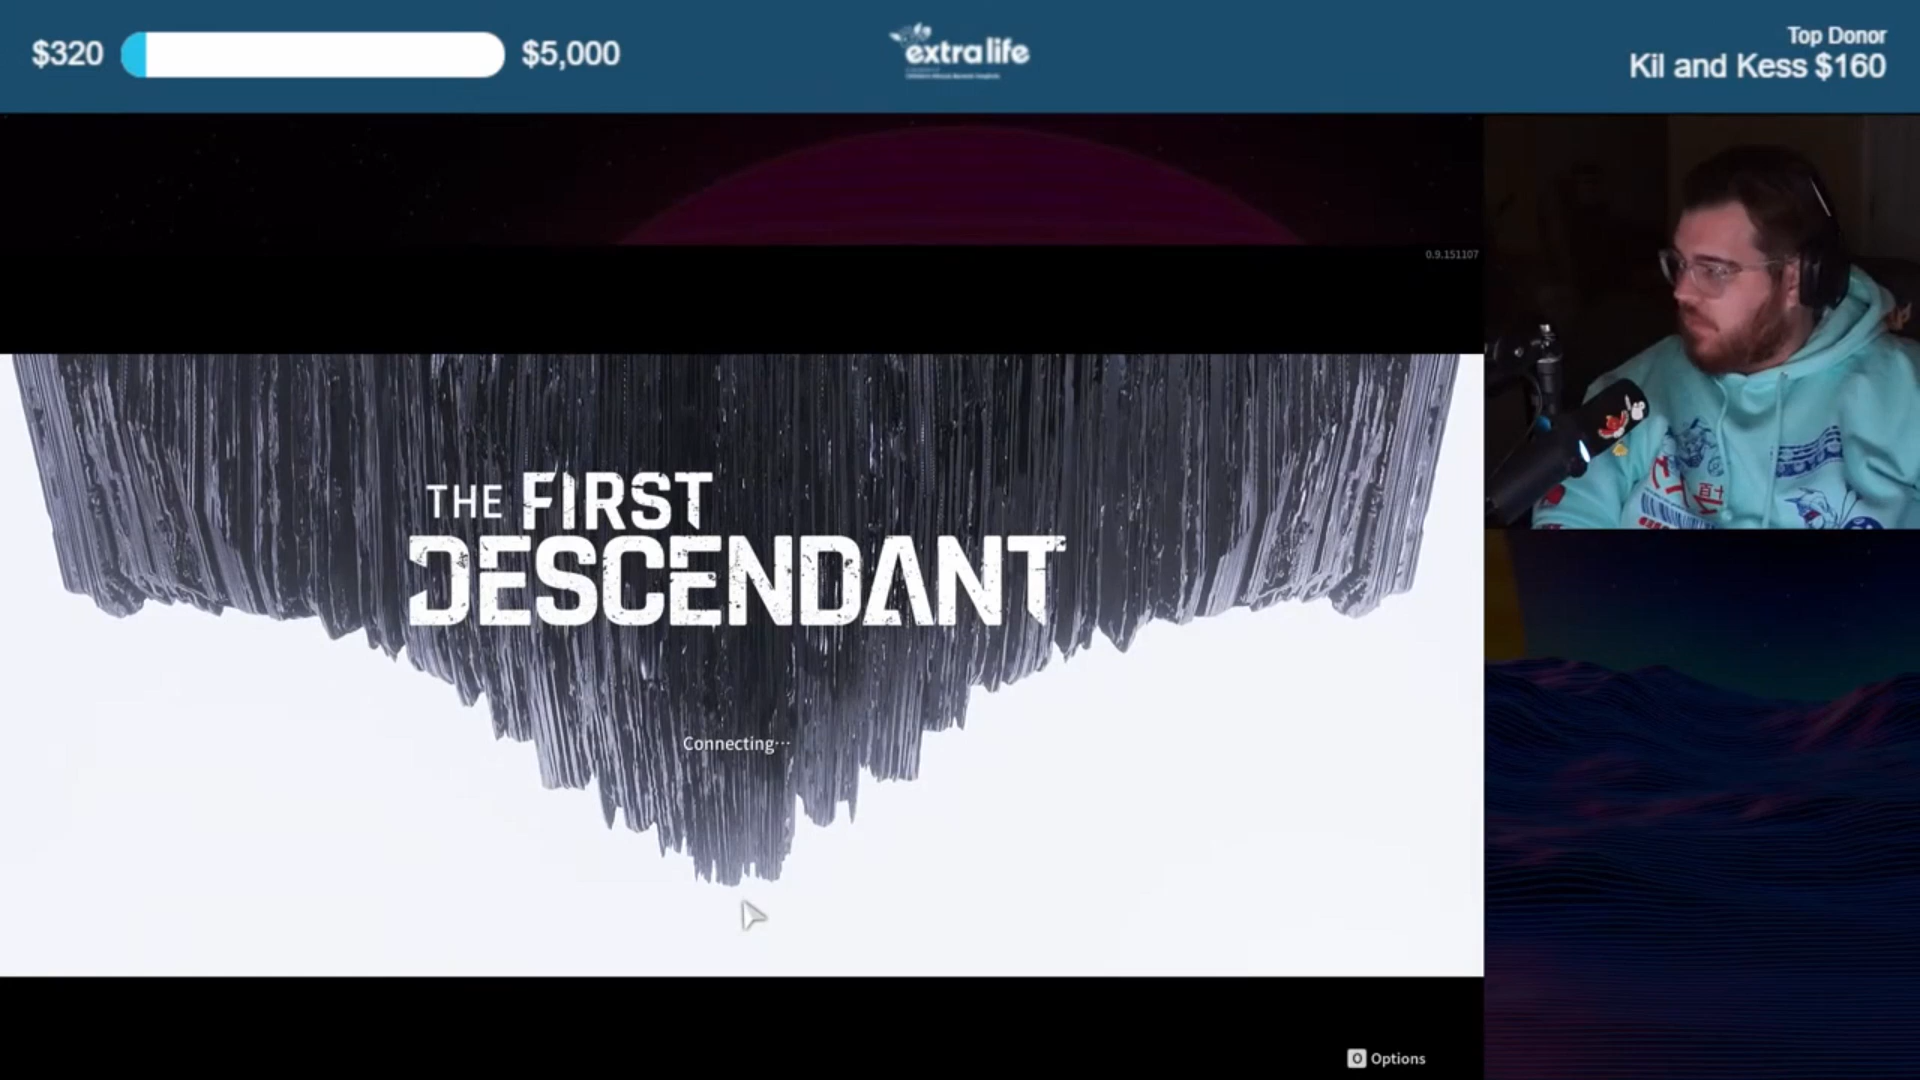 $320
$5,000
extra life
Top Donor
Kil and Kess $160
0.9.151107
THE FIRST
DESCENDANT
Connecting…
O Options